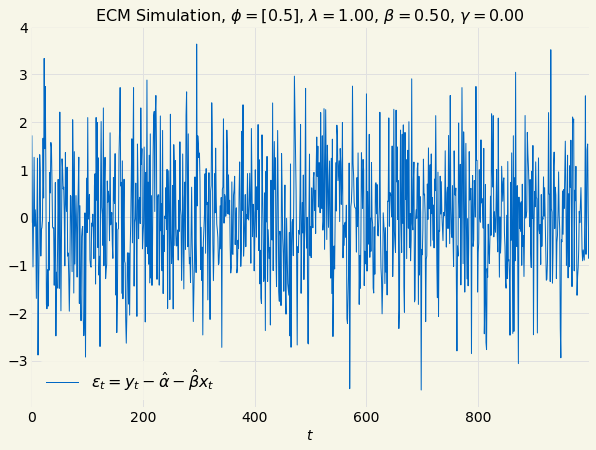 ECM Simulation, ϕ = [0.5], λ = 1.00, β = 0.50, γ = 0.00
4
3
2
1
0
−1
−2
−3
εₜ = yₜ − α̂ − β̂xₜ
0 200 400 600 800
t